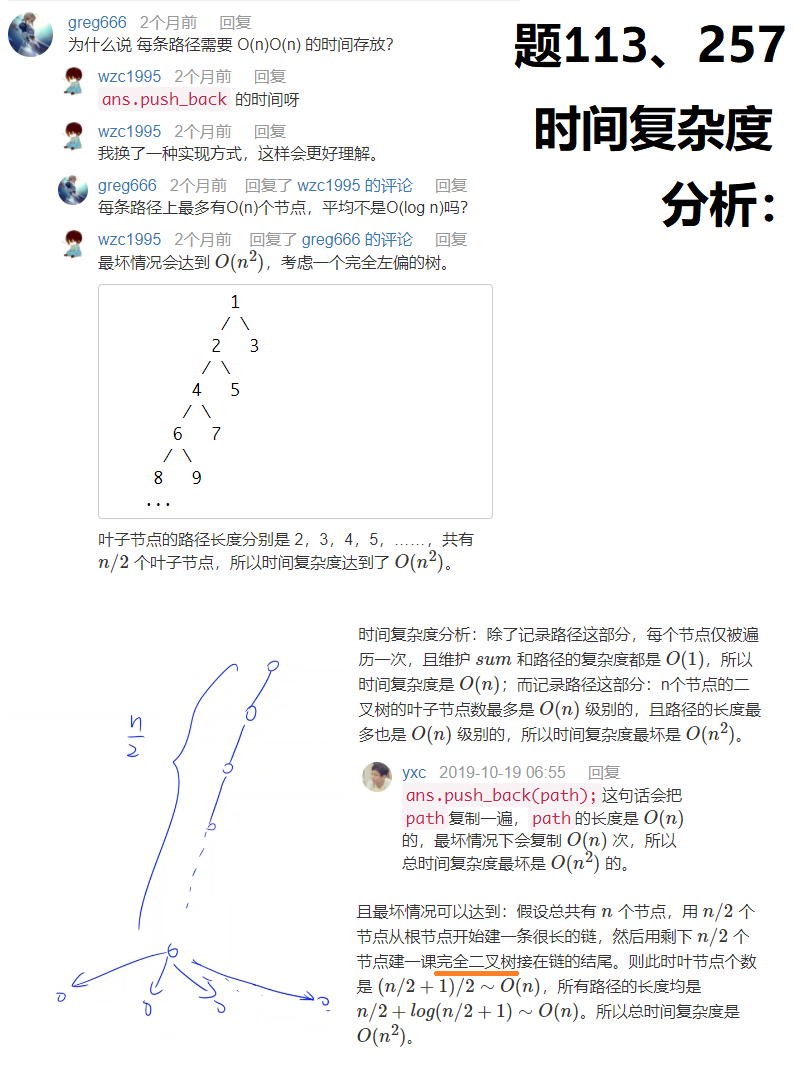 greg666 2个月前 回复
为什么说 每条路径需要 O(n)O(n) 的时间存放？
wzc1995 2个月前 回复
ans.push_back 的时间呀
wzc1995 2个月前 回复
我换了一种实现方式，这样会更好理解。
greg666 2个月前 回复了 wzc1995 的评论 回复
每条路径上最多有O(n)个节点，平均不是O(log n)吗？
wzc1995 2个月前 回复了 greg666 的评论 回复
最坏情况会达到 O(n²)，考虑一个完全左偏的树。
1
/ \
2 3
/ \
4 5
/ \
6 7
/ \
8 9
...
叶子节点的路径长度分别是 2，3，4，5，……，共有
n/2 个叶子节点，所以时间复杂度达到了 O(n²)。
题113、257
时间复杂度
分析：
n
2
时间复杂度分析：除了记录路径这部分，每个节点仅被遍
历一次，且维护 sum 和路径的复杂度都是 O(1)，所以
时间复杂度是 O(n)；而记录路径这部分：n个节点的二
叉树的叶子节点数最多是 O(n) 级别的，且路径的长度最
多也是 O(n) 级别的，所以时间复杂度最坏是 O(n²)。
yxc 2019-10-19 06:55 回复
ans.push_back(path); 这句话会把
path 复制一遍，path 的长度是 O(n)
的，最坏情况下会复制 O(n) 次，所以
总时间复杂度最坏是 O(n²) 的。
且最坏情况可以达到：假设总共有 n 个节点，用 n/2 个
节点从根节点开始建一条很长的链，然后用剩下 n/2 个
节点建一课完全二叉树接在链的结尾。则此时叶节点个数
是 (n/2 + 1)/2 ∼ O(n)，所有路径的长度均是
n/2 + log(n/2 + 1) ∼ O(n)。所以总时间复杂度是
O(n²)。